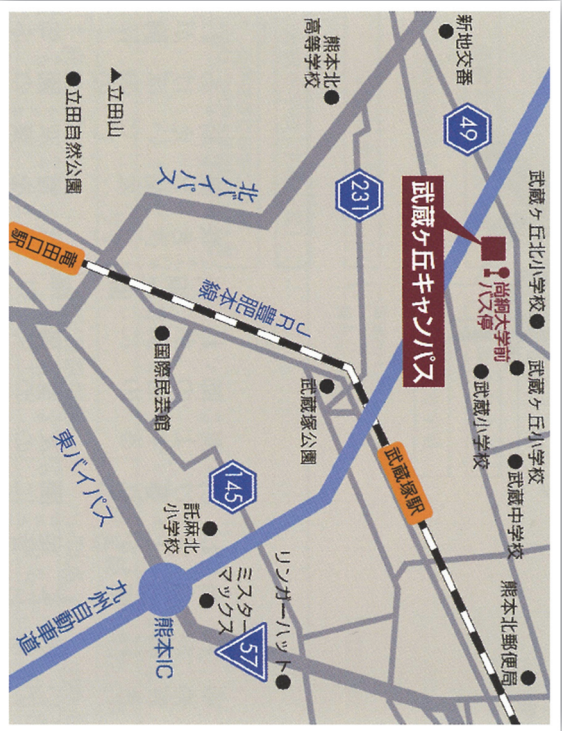 武蔵ヶ丘北小学校
武蔵ヶ丘小学校
武蔵中学校
熊本北郵便局
新地交番
49
尚絅大学前
バス停
武蔵小学校
武蔵ヶ丘キャンパス
武蔵塚駅
231
熊本北
高等学校
武蔵塚公園
リンガーハット
57
北バイパス
JR豊肥本線
145
ミスター
マックス
託麻北
小学校
国際民芸館
熊本IC
立田山
立田自然公園
竜田口駅
東バイパス
九州自動車道